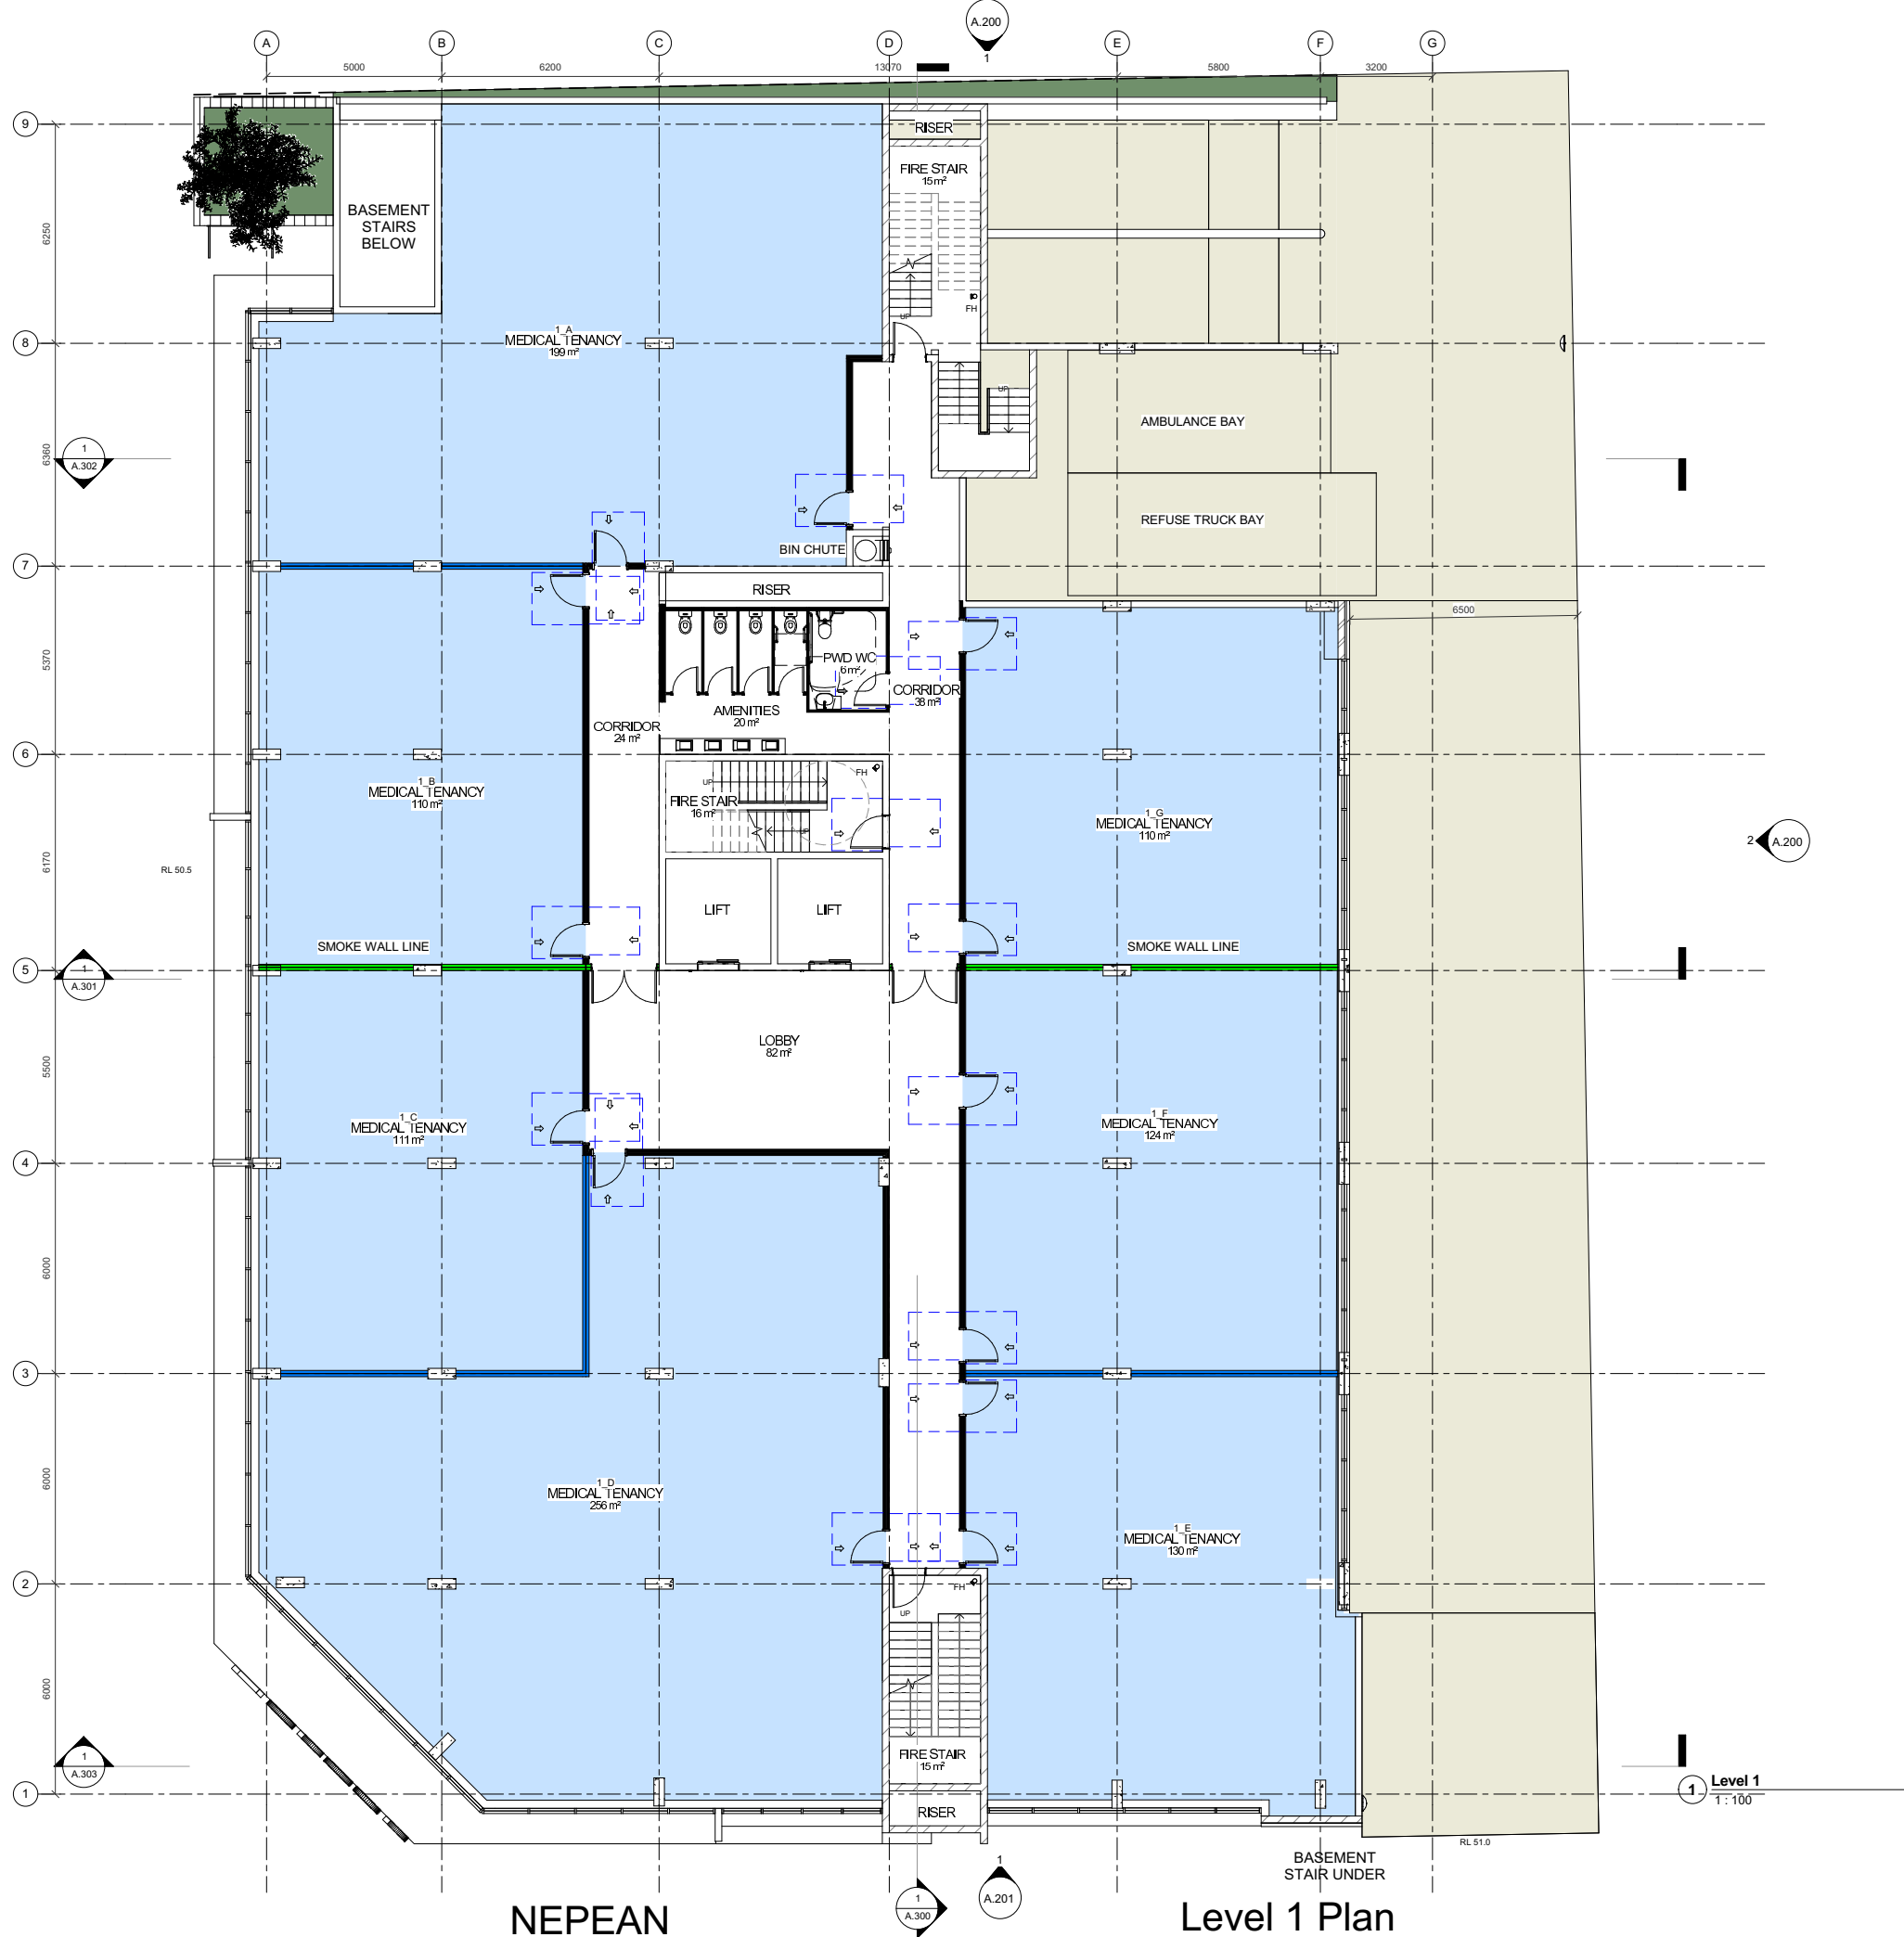 A.200
1
A
B
C
D
E
F
G
5000
6200
13070
5800
3200
9
RISER
FIRE STAIR
15 m²
BASEMENT
STAIRS
BELOW
6250
FH
UP
8
1_A
MEDICAL TENANCY
199 m²
UP
AMBULANCE BAY
6360
1
A.302
REFUSE TRUCK BAY
BIN CHUTE
7
RISER
6500
5370
PWD WC
6 m²
CORRIDOR
38 m²
AMENITIES
20 m²
CORRIDOR
24 m²
6
FH
UP
FIRE STAIR
16 m²
UP
1_B
MEDICAL TENANCY
110 m²
1_G
MEDICAL TENANCY
110 m²
2
A.200
6170
RL 50.5
LIFT
LIFT
SMOKE WALL LINE
SMOKE WALL LINE
5
1
A.301
LOBBY
82 m²
5500
1_C
MEDICAL TENANCY
111 m²
1_F
MEDICAL TENANCY
124 m²
4
6000
3
6000
1_D
MEDICAL TENANCY
256 m²
1_E
MEDICAL TENANCY
130 m²
2
FH
UP
6000
FIRE STAIR
15 m²
1
A.303
1
RISER
1
Level 1
1 : 100
RL 51.0
BASEMENT
STAIR UNDER
1
A.201
1
A.300
NEPEAN
Level 1 Plan